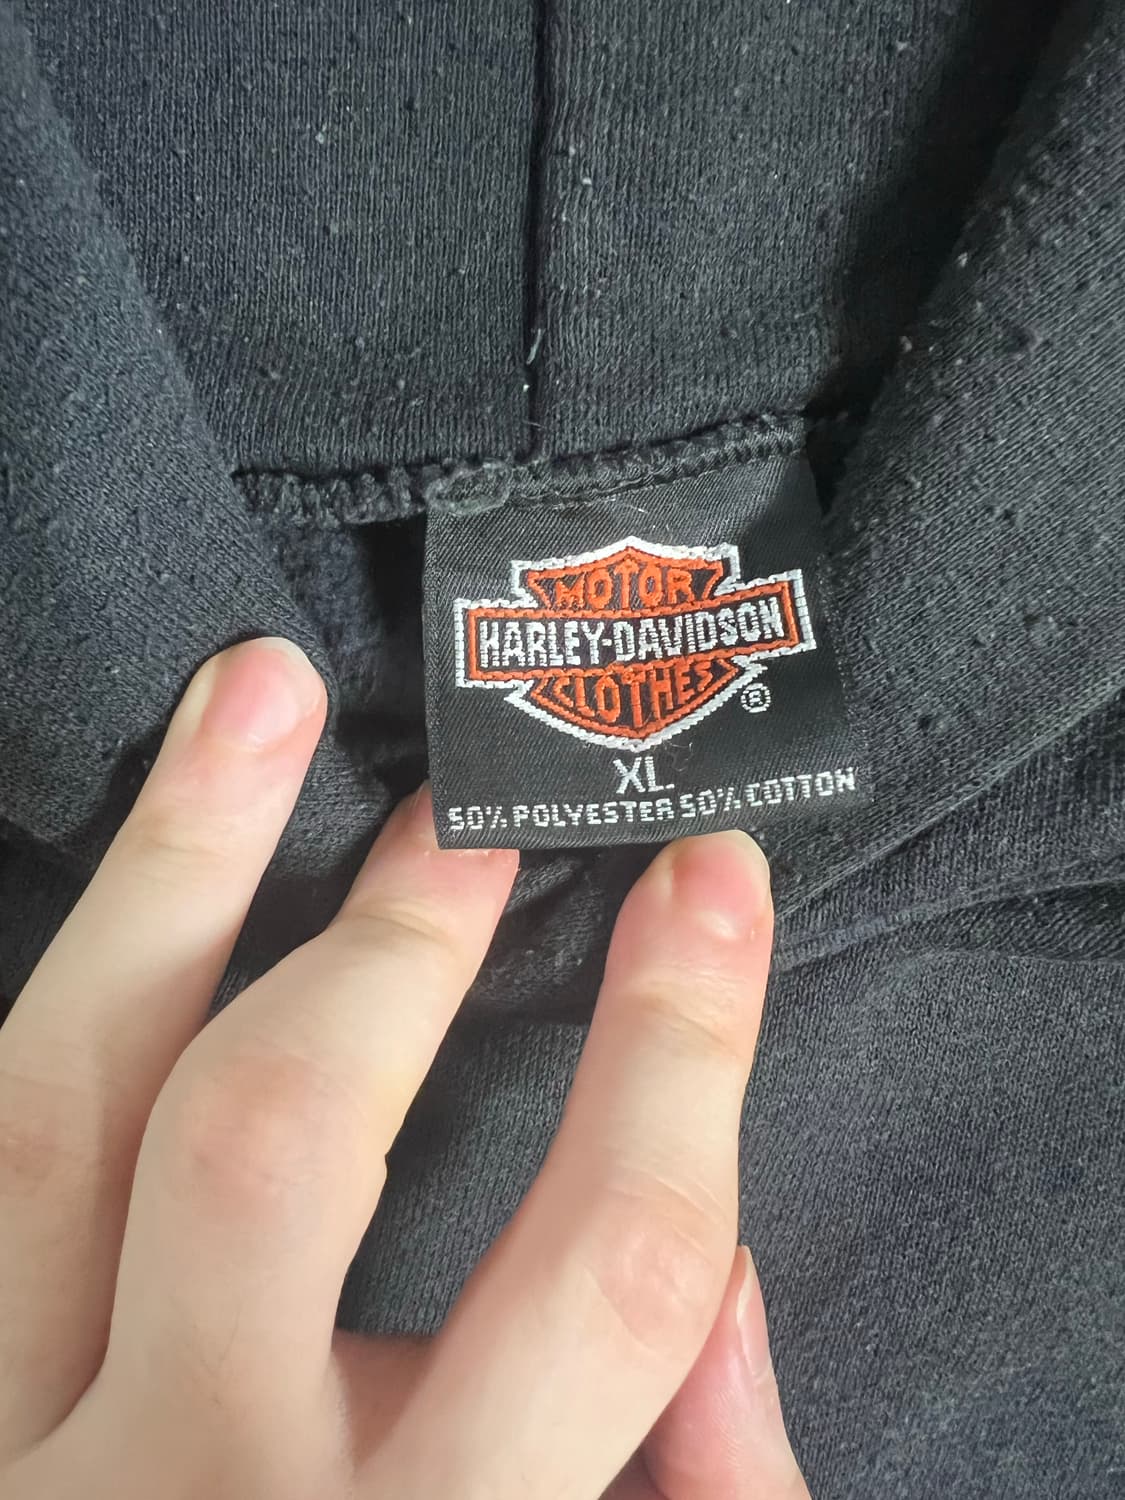 MOTOR
HARLEY-DAVIDSON
CLOTHES
®
XL
50% POLYESTER 50% COTTON